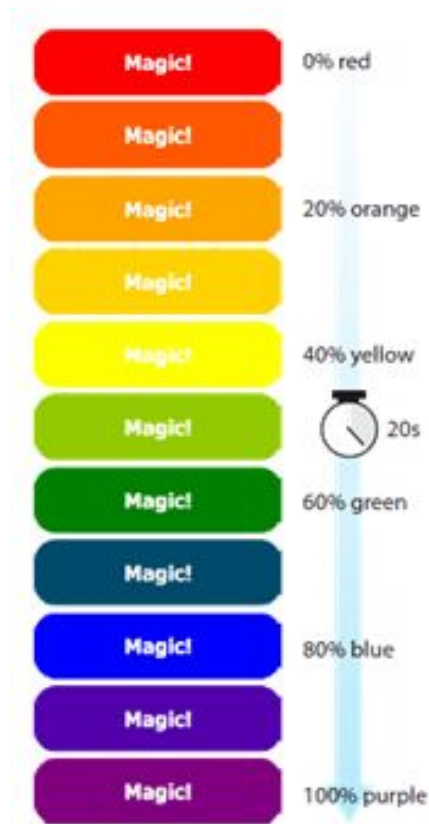 Magic! 0% red
Magic!
Magic! 20% orange
Magic!
Magic! 40% yellow
Magic! 20s
Magic! 60% green
Magic!
Magic! 80% blue
Magic!
Magic! 100% purple